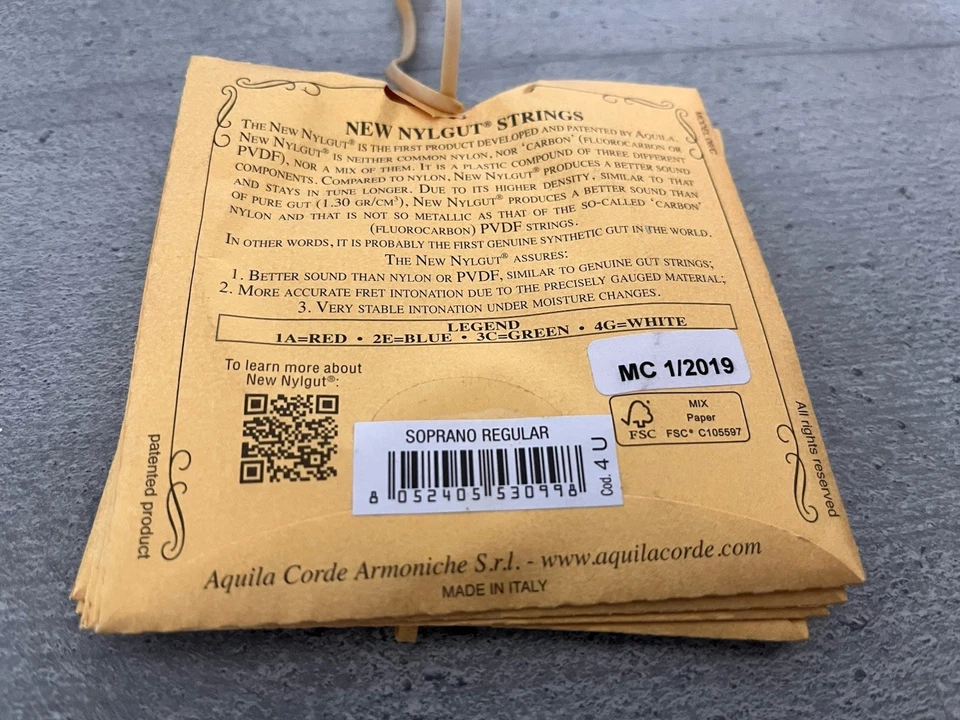 NEW NYLGUT® STRINGS
THE NEW NYLGUT® IS THE FIRST PRODUCT DEVELOPED AND PATENTED BY AQUILA.
NEW NYLGUT® IS NEITHER COMMON NYLON, NOR 'CARBON' (FLUOROCARBON OR
PVDF), NOR A MIX OF THEM. IT IS A PLASTIC COMPOUND OF THREE DIFFERENT
COMPONENTS. COMPARED TO NYLON, NEW NYLGUT® PRODUCES A BETTER SOUND
AND STAYS IN TUNE LONGER. DUE TO ITS HIGHER DENSITY, SIMILAR TO THAT
OF PURE GUT (1.30 GR/CM³), NEW NYLGUT® PRODUCES A BETTER SOUND THAN
NYLON AND THAT IS NOT SO METALLIC AS THAT OF THE SO-CALLED 'CARBON'
(FLUOROCARBON) PVDF STRINGS.
IN OTHER WORDS, IT IS PROBABLY THE FIRST GENUINE SYNTHETIC GUT IN THE WORLD.
THE NEW NYLGUT® ASSURES:
1. BETTER SOUND THAN NYLON OR PVDF, SIMILAR TO GENUINE GUT STRINGS;
2. MORE ACCURATE FRET INTONATION DUE TO THE PRECISELY GAUGED MATERIAL;
3. VERY STABLE INTONATION UNDER MOISTURE CHANGES.
LEGEND
1A=RED • 2E=BLUE • 3C=GREEN • 4G=WHITE
To learn more about
New Nylgut®:
MC 1/2019
MIX
Paper
FSC
FSC® C105597
SOPRANO REGULAR
8 052405 530998
Cod. 4 U
patented product
All rights reserved
Aquila Corde Armoniche S.r.l. - www.aquilacorde.com
MADE IN ITALY